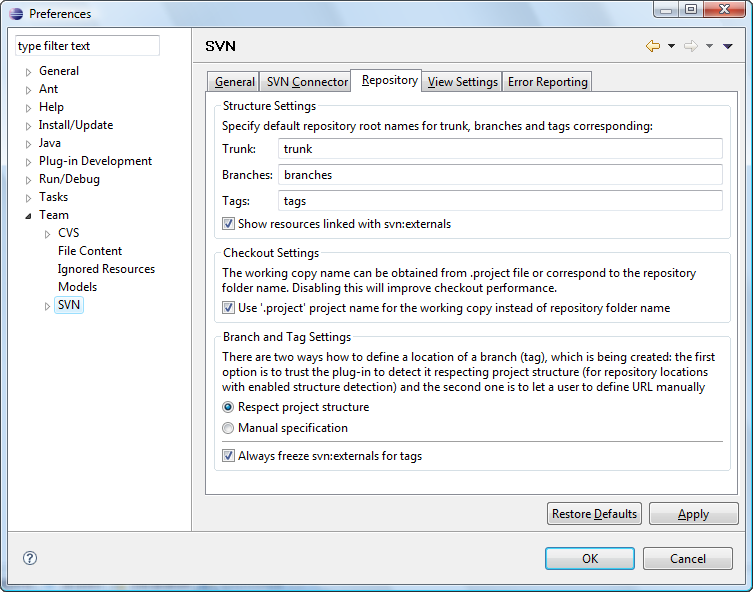 Preferences
type filter text
General
Ant
Help
Install/Update
Java
Plug-in Development
Run/Debug
Tasks
Team
CVS
File Content
Ignored Resources
Models
SVN
SVN
General SVN Connector Repository View Settings Error Reporting
Structure Settings
Specify default repository root names for trunk, branches and tags corresponding:
Trunk: trunk
Branches: branches
Tags: tags
Show resources linked with svn:externals
Checkout Settings
The working copy name can be obtained from .project file or correspond to the repository
folder name. Disabling this will improve checkout performance.
Use '.project' project name for the working copy instead of repository folder name
Branch and Tag Settings
There are two ways how to define a location of a branch (tag), which is being created: the first
option is to trust the plug-in to detect it respecting project structure (for repository locations
with enabled structure detection) and the second one is to let a user to define URL manually
Respect project structure
Manual specification
Always freeze svn:externals for tags
Restore Defaults Apply
? OK Cancel